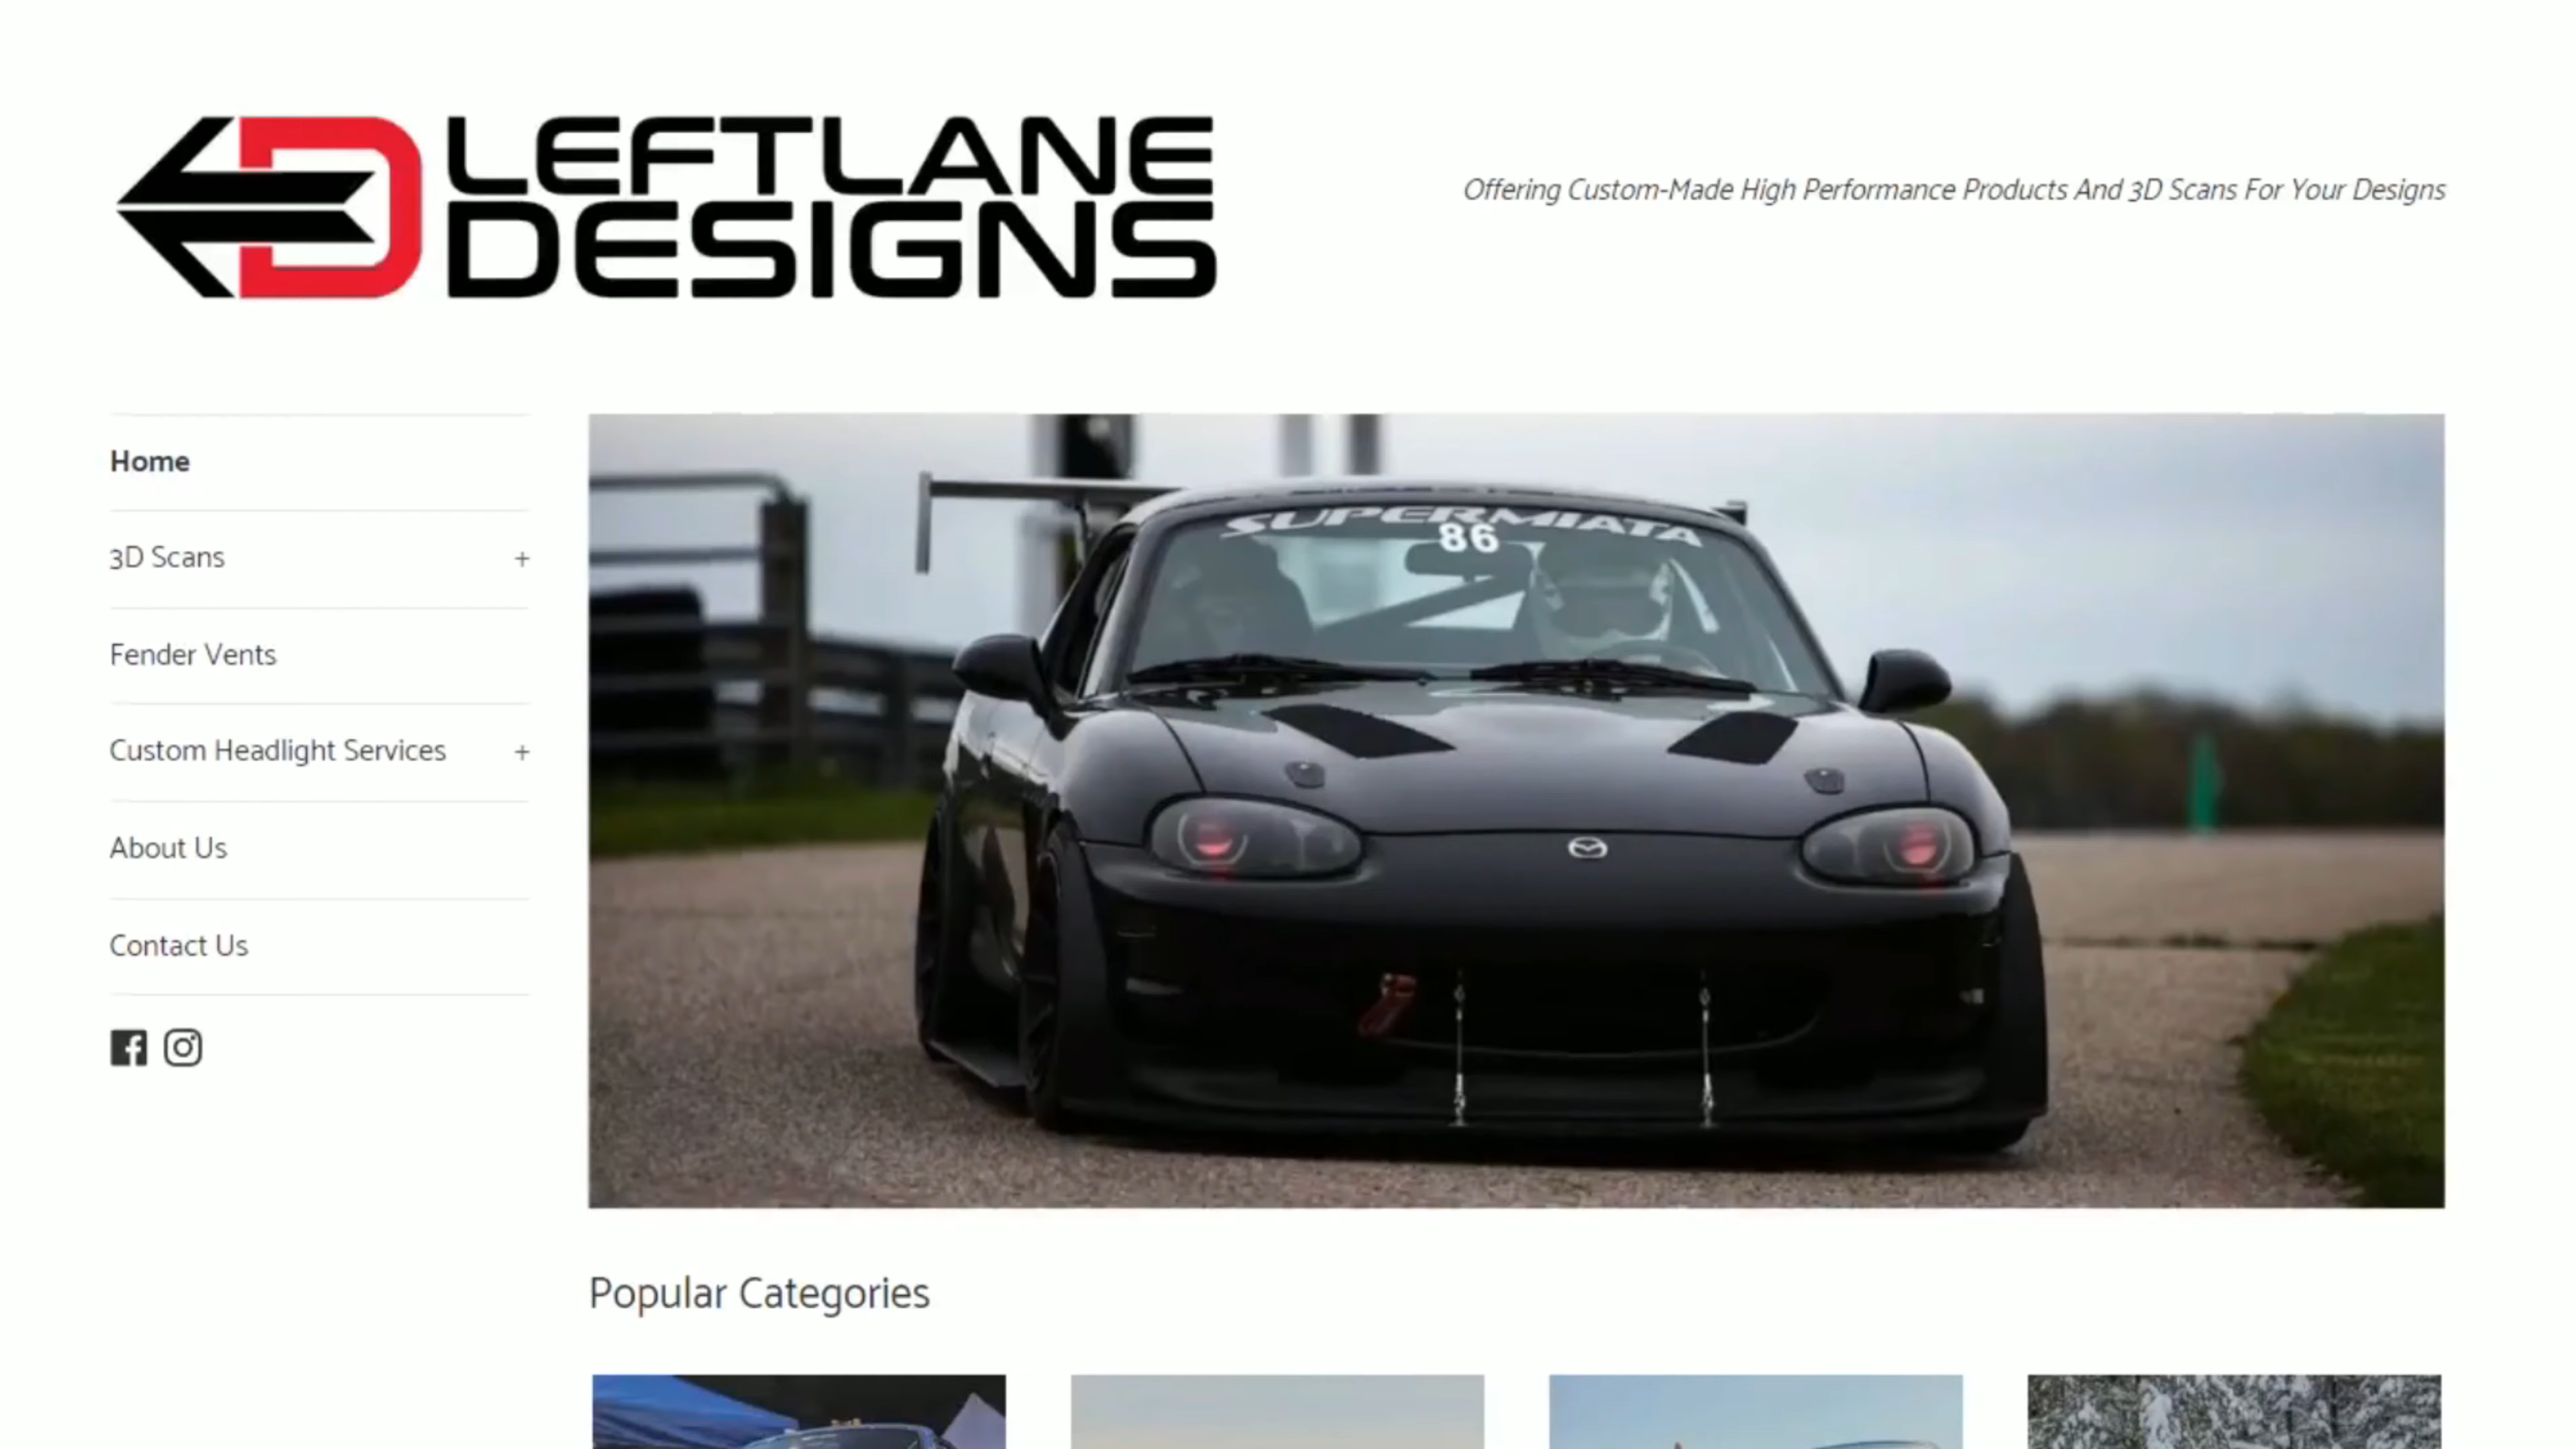 LEFTLANE
DESIGNS
Offering Custom-Made High Performance Products And 3D Scans For Your Designs
Home
3D Scans +
Fender Vents
Custom Headlight Services +
About Us
Contact Us
SUPERMIATA
86
Popular Categories